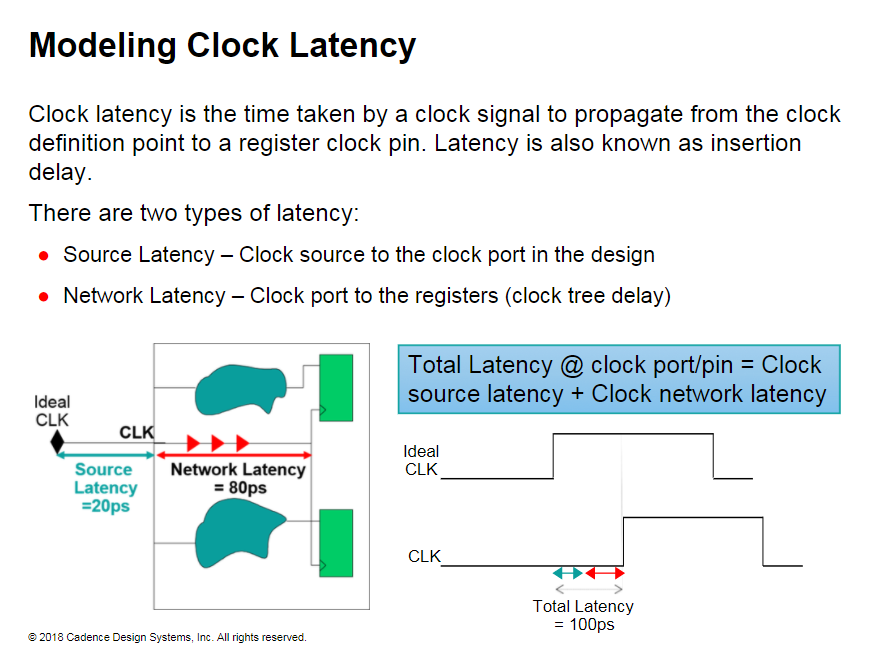 Modeling Clock Latency
Clock latency is the time taken by a clock signal to propagate from the clock
definition point to a register clock pin. Latency is also known as insertion
delay.
There are two types of latency:
● Source Latency – Clock source to the clock port in the design
● Network Latency – Clock port to the registers (clock tree delay)
Ideal
CLK
CLK
Source
Latency
=20ps
Network Latency
= 80ps
Total Latency @ clock port/pin = Clock
source latency + Clock network latency
Ideal
CLK
CLK
Total Latency
= 100ps
© 2018 Cadence Design Systems, Inc. All rights reserved.